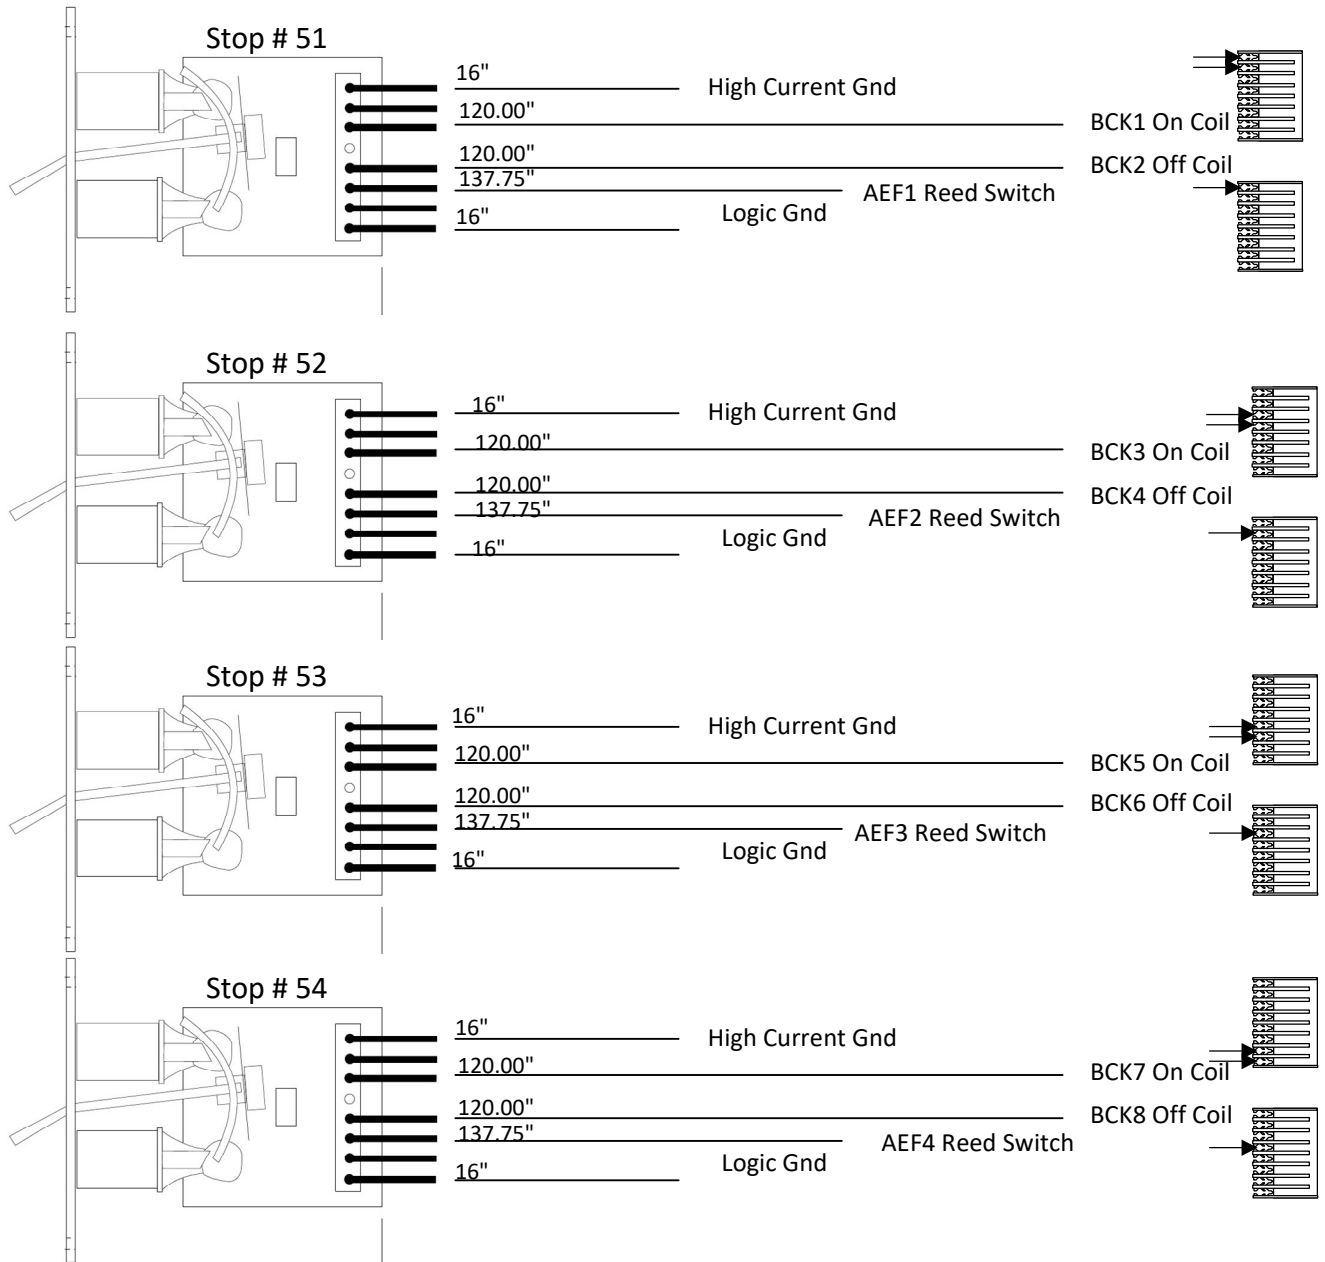 Stop # 51
16"
High Current Gnd
120.00"
BCK1 On Coil
120.00"
BCK2 Off Coil
137.75"
AEF1 Reed Switch
Logic Gnd
16"
Stop # 52
16"
High Current Gnd
120.00"
BCK3 On Coil
120.00"
BCK4 Off Coil
137.75"
AEF2 Reed Switch
Logic Gnd
16"
Stop # 53
16"
High Current Gnd
120.00"
BCK5 On Coil
120.00"
BCK6 Off Coil
137.75"
AEF3 Reed Switch
Logic Gnd
16"
Stop # 54
16"
High Current Gnd
120.00"
BCK7 On Coil
120.00"
BCK8 Off Coil
137.75"
AEF4 Reed Switch
Logic Gnd
16"